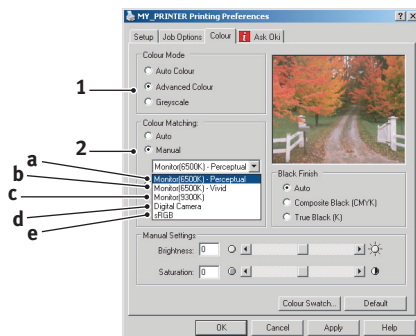 MY_PRINTER Printing Preferences
Setup Job Options Colour Ask Oki
Colour Mode
Auto Colour
1 Advanced Colour
Greyscale
Colour Matching:
Auto
2 Manual
Monitor(6500K) - Perceptual
a Monitor(6500K) - Perceptual
b Monitor(6500K) - Vivid
c Monitor(9300K)
d Digital Camera
e sRGB
Black Finish
Auto
Composite Black (CMYK)
True Black (K)
Manual Settings
Brightness: 0
Saturation: 0
Colour Swatch... Default
OK Cancel Apply Help